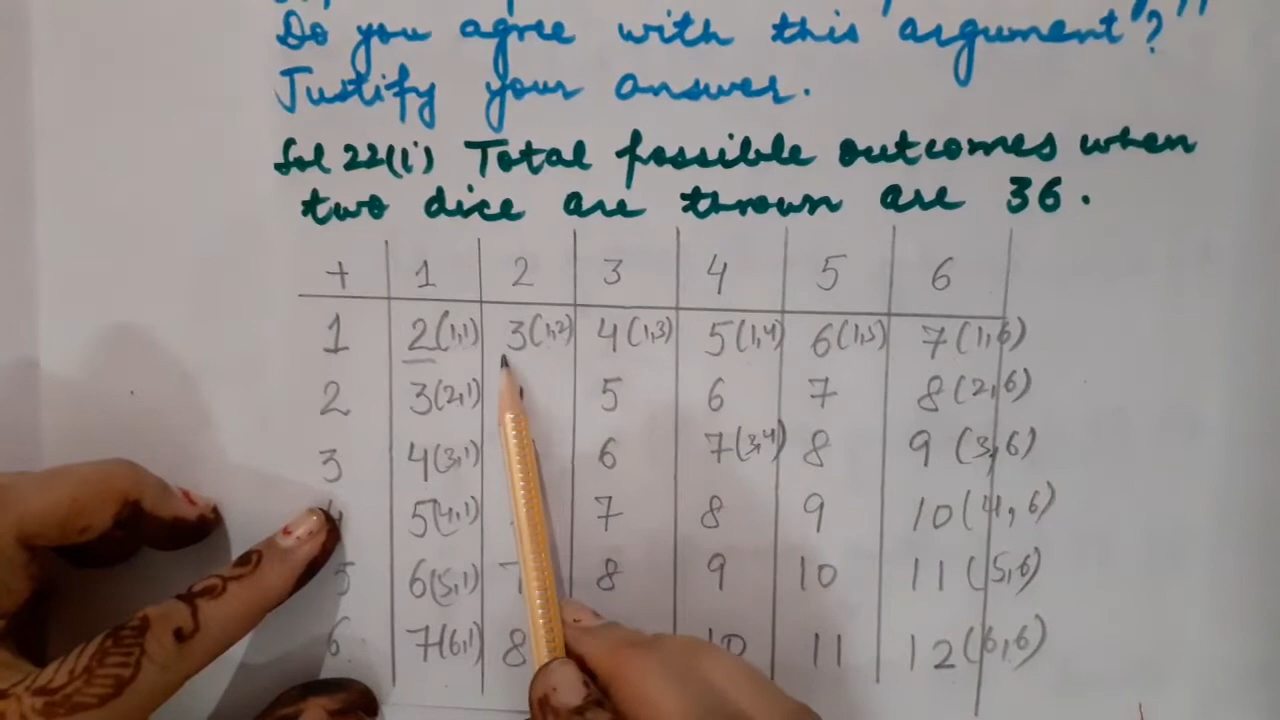 Do you agree with this argument?"
Justify your answer.
Sol 22(i) Total possible outcomes when
two dice are thrown are 36.
+ 1 2 3 4 5 6
1 2(1,1) 3(1,2) 4(1,3) 5(1,4) 6(1,5) 7(1,6)
2 3(2,1) 5 6 7 8(2,6)
3 4(3,1) 6 7(3,4) 8 9 (3,6)
5(4,1) 7 8 9 10(4,6)
5 6(5,1) 7 8 9 10 11(5,6)
6 7(6,1) 8 10 11 12(6,6)